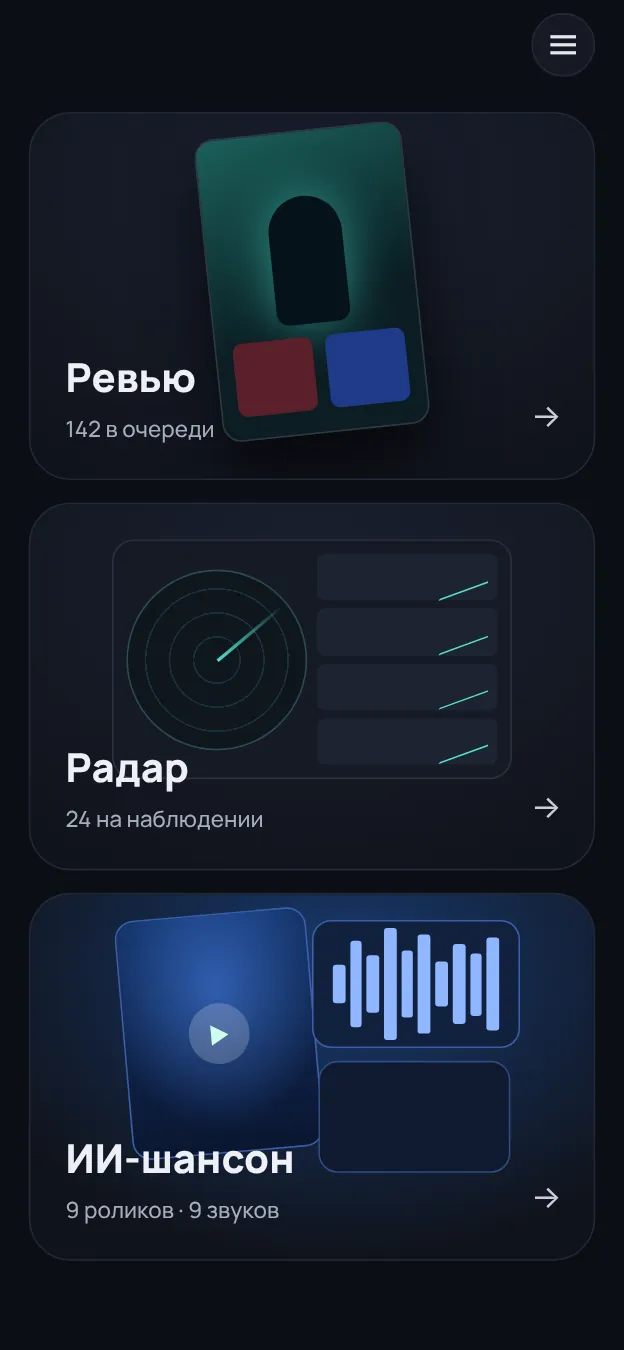 Ревью
142 в очереди
Радар
24 на наблюдении
ИИ-шансон
9 роликов · 9 звуков